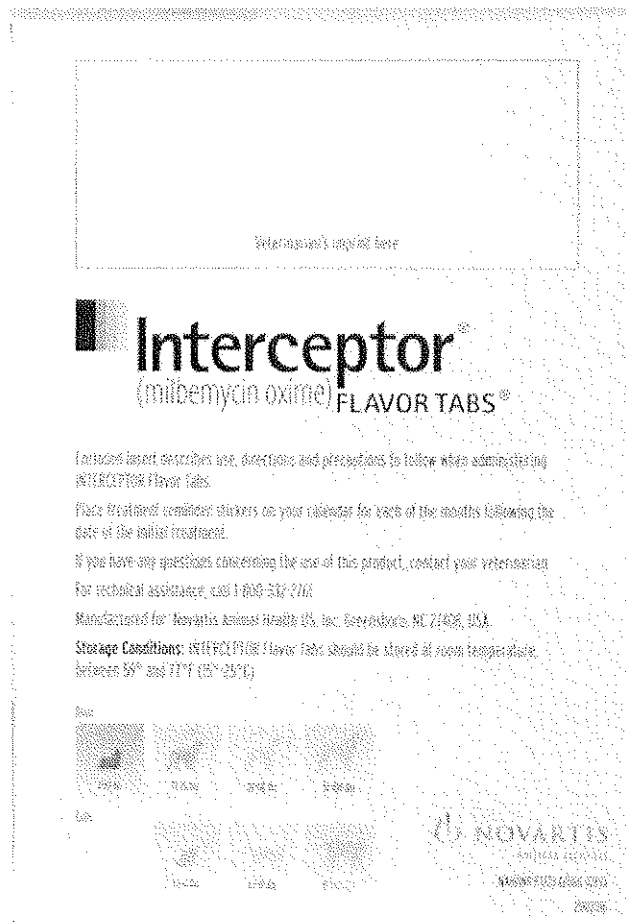 Veterinarian's imprint here
Interceptor®
(milbemycin oxime) FLAVOR TABS®
Enclosed insert describes use, directions and precautions to follow when administering
INTERCEPTOR Flavor Tabs.
Place treatment reminder stickers on your calendar for each of the months following the
date of the initial treatment.
If you have any questions concerning the use of this product, contact your veterinarian
For technical assistance, call 1-800-332-2761
Manufactured for: Novartis Animal Health US, Inc. Greensboro, NC 27408, USA
Storage Conditions: INTERCEPTOR Flavor Tabs should be stored at room temperature,
between 59° and 77°F (15°-25°C)
Dogs
Cats
NOVARTIS
ANIMAL HEALTH